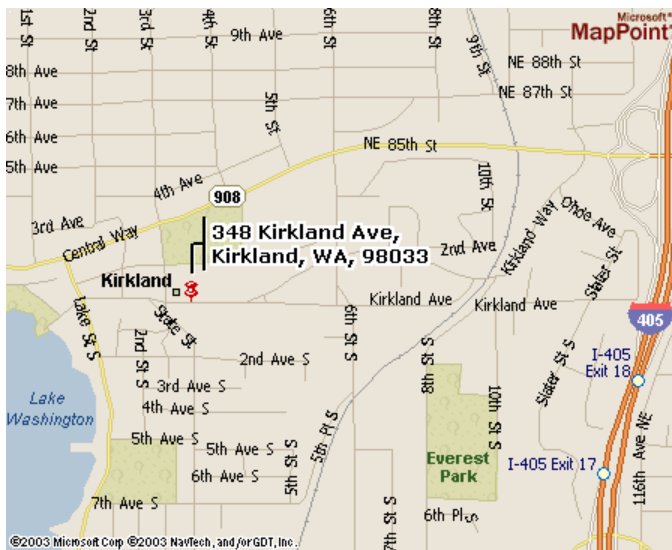 Microsoft®
MapPoint®
1st St
2nd St
3rd St
4th St
6th St
8th St
9th St
9th Ave
8th Ave
7th Ave
6th Ave
5th Ave
5th St
NE 88th St
NE 87th St
NE 85th St
4th Ave
908
10th St
3rd Ave
Central Way
348 Kirkland Ave,
Kirkland, WA, 98033
2nd Ave
Kirkland Way
Ohde Ave
Slater St
Kirkland
Kirkland Ave
Kirkland Ave
405
State St
Lake St S
2nd St S
6th St S
8th St S
Slater St S
I-405
Exit 18
2nd Ave S
3rd Ave S
4th Ave S
Lake
Washington
10th St S
116th Ave NE
5th Ave S
5th Ave S
5th St S
5th Pl S
Everest
Park
I-405 Exit 17
6th Ave S
7th Ave S
7th St S
6th Pl S
©2003 Microsoft Corp ©2003 NavTech, and/or GDT, Inc.